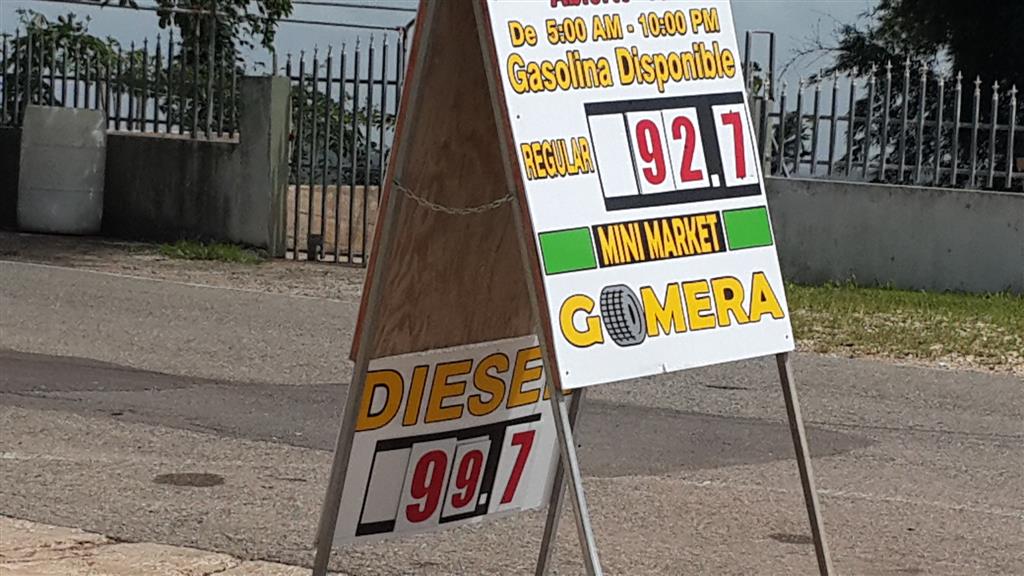 De 5:00 AM - 10:00 PM
Gasolina Disponible
REGULAR 92.7
MINI MARKET
GOMERA
DIESEL
99.7